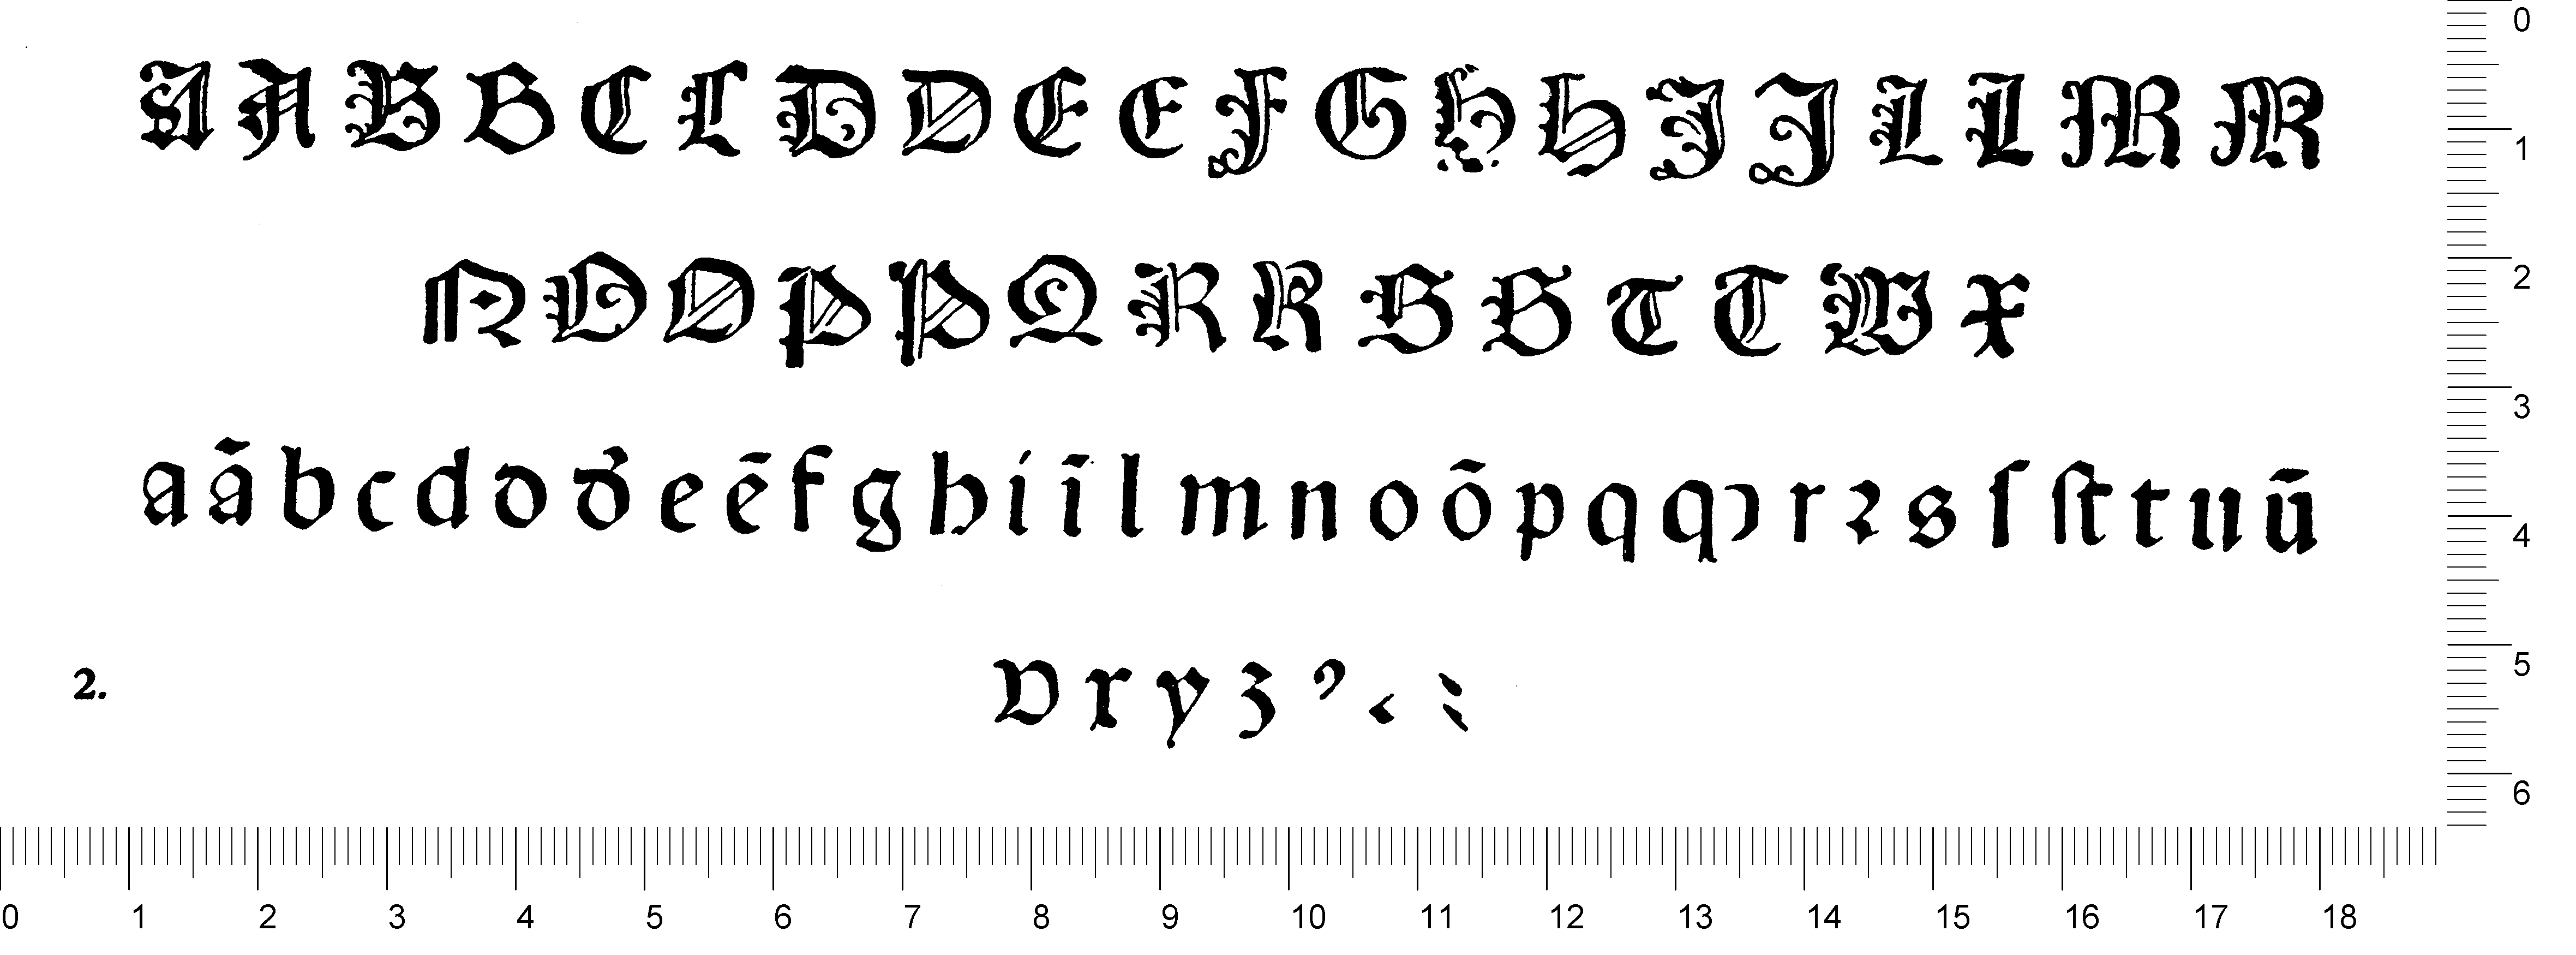 A A B B C C D D E E F G H H J J L L M M
N O O P P Q R R S S T T W X
a ā b c d d d̄ e ē f g h i ī l m n o ō p q qꝛ r ꝛ s ſ ſt t u ū
2. v x y z ꝰ ‹ :
0 1 2 3 4 5 6
0 1 2 3 4 5 6 7 8 9 10 11 12 13 14 15 16 17 18